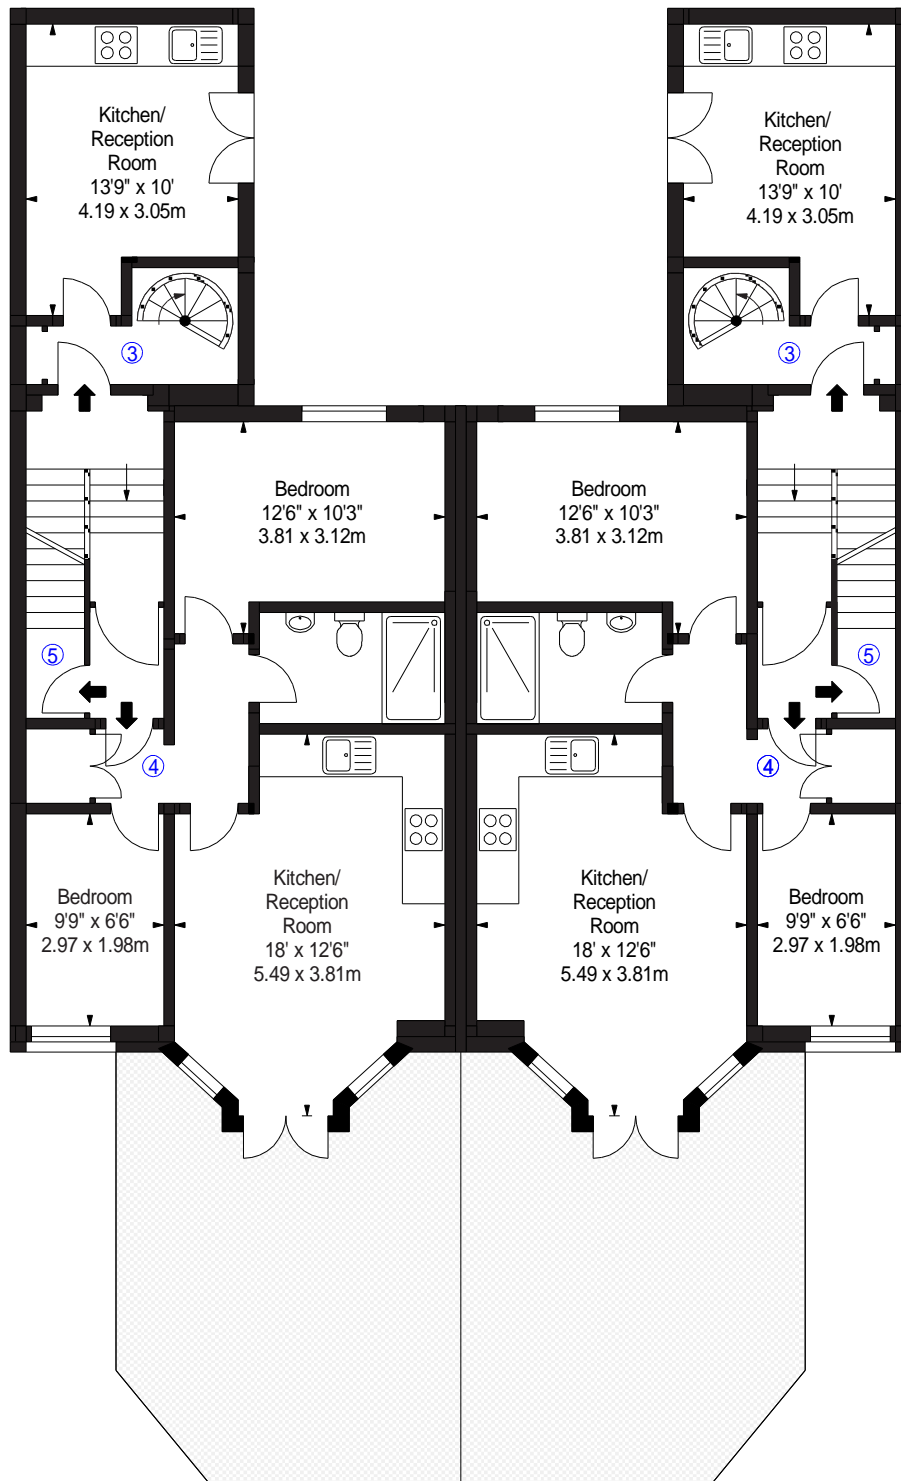 Kitchen/
Reception
Room
13'9" x 10'
4.19 x 3.05m
Kitchen/
Reception
Room
13'9" x 10'
4.19 x 3.05m
③
③
Bedroom
12'6" x 10'3"
3.81 x 3.12m
Bedroom
12'6" x 10'3"
3.81 x 3.12m
⑤
⑤
④
④
Bedroom
9'9" x 6'6"
2.97 x 1.98m
Kitchen/
Reception
Room
18' x 12'6"
5.49 x 3.81m
Kitchen/
Reception
Room
18' x 12'6"
5.49 x 3.81m
Bedroom
9'9" x 6'6"
2.97 x 1.98m